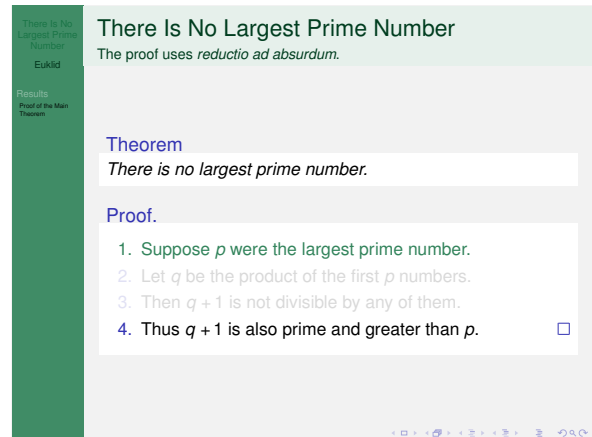 There Is No
Largest Prime
Number
Euklid
Results
Proof of the Main
Theorem
There Is No Largest Prime Number
The proof uses reductio ad absurdum.
Theorem
There is no largest prime number.
Proof.
1. Suppose p were the largest prime number.
2. Let q be the product of the first p numbers.
3. Then q + 1 is not divisible by any of them.
4. Thus q + 1 is also prime and greater than p.